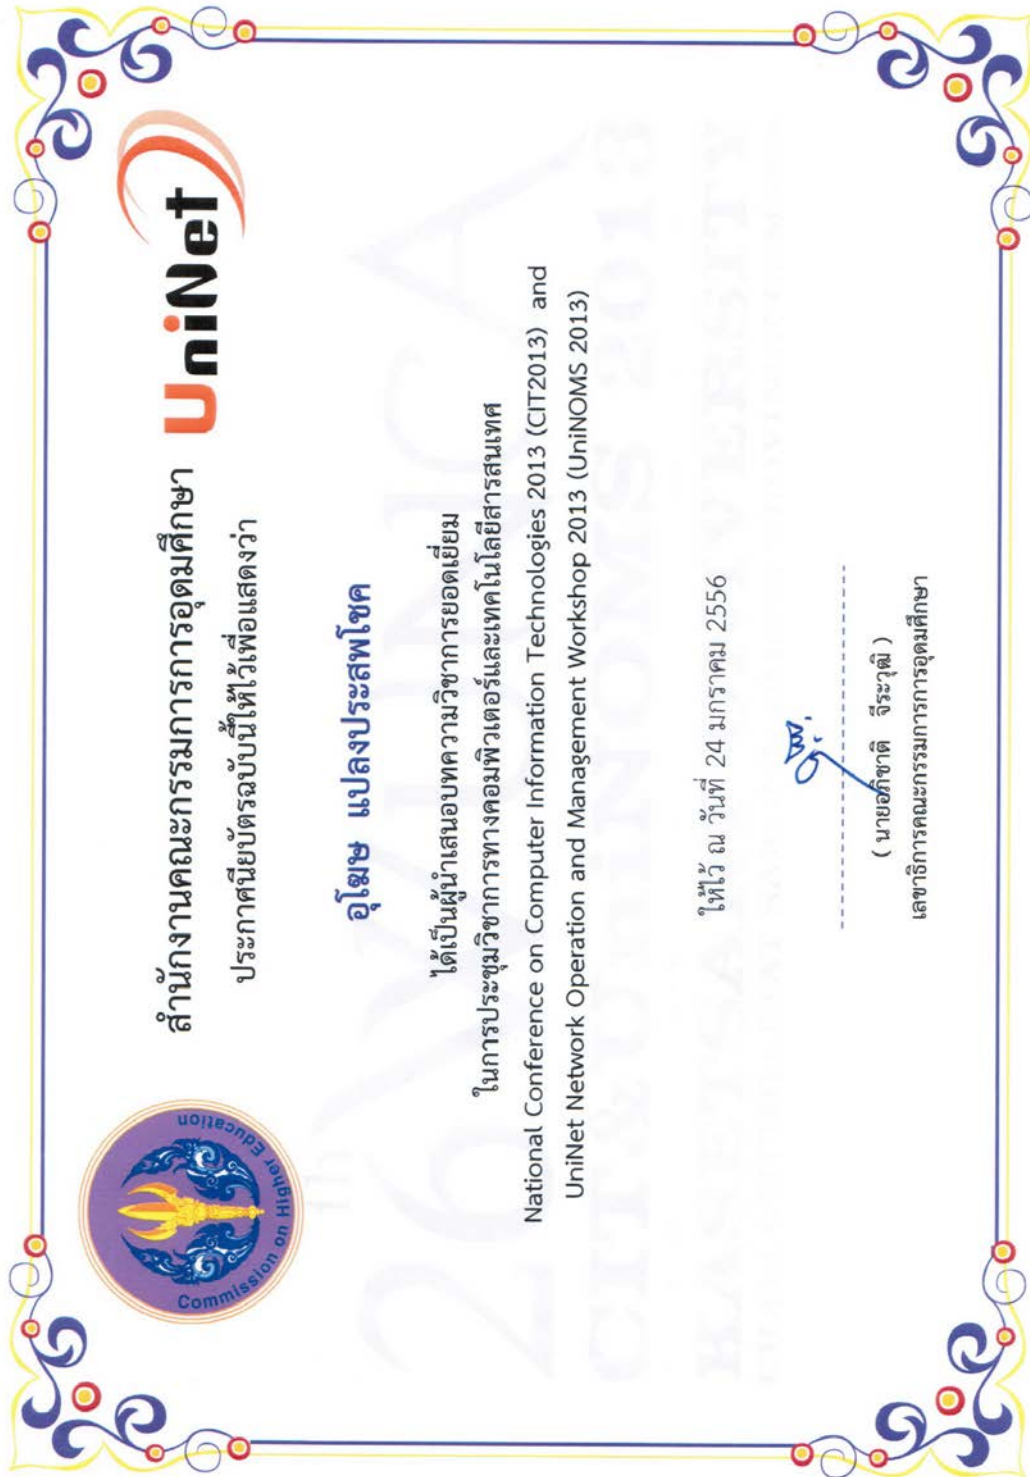 Commission on Higher Education
สำนักงานคณะกรรมการการอุดมศึกษา
UniNet
ประกาศนียบัตรฉบับนี้ให้ไว้เพื่อแสดงว่า
อุโฆษ แปลงประสพโชค
ได้เป็นผู้นำเสนอบทความวิชาการยอดเยี่ยม
ในการประชุมวิชาการทางคอมพิวเตอร์และเทคโนโลยีสารสนเทศ
National Conference on Computer Information Technologies 2013 (CIT2013) and
UniNet Network Operation and Management Workshop 2013 (UniNOMS 2013)
26th WUNCA
CIT&UniNOMS 2013
KASETSART UNIVERSITY
ให้ไว้ ณ วันที่ 24 มกราคม 2556
( นายอภิชาติ จีระวุฒิ )
เลขาธิการคณะกรรมการการอุดมศึกษา